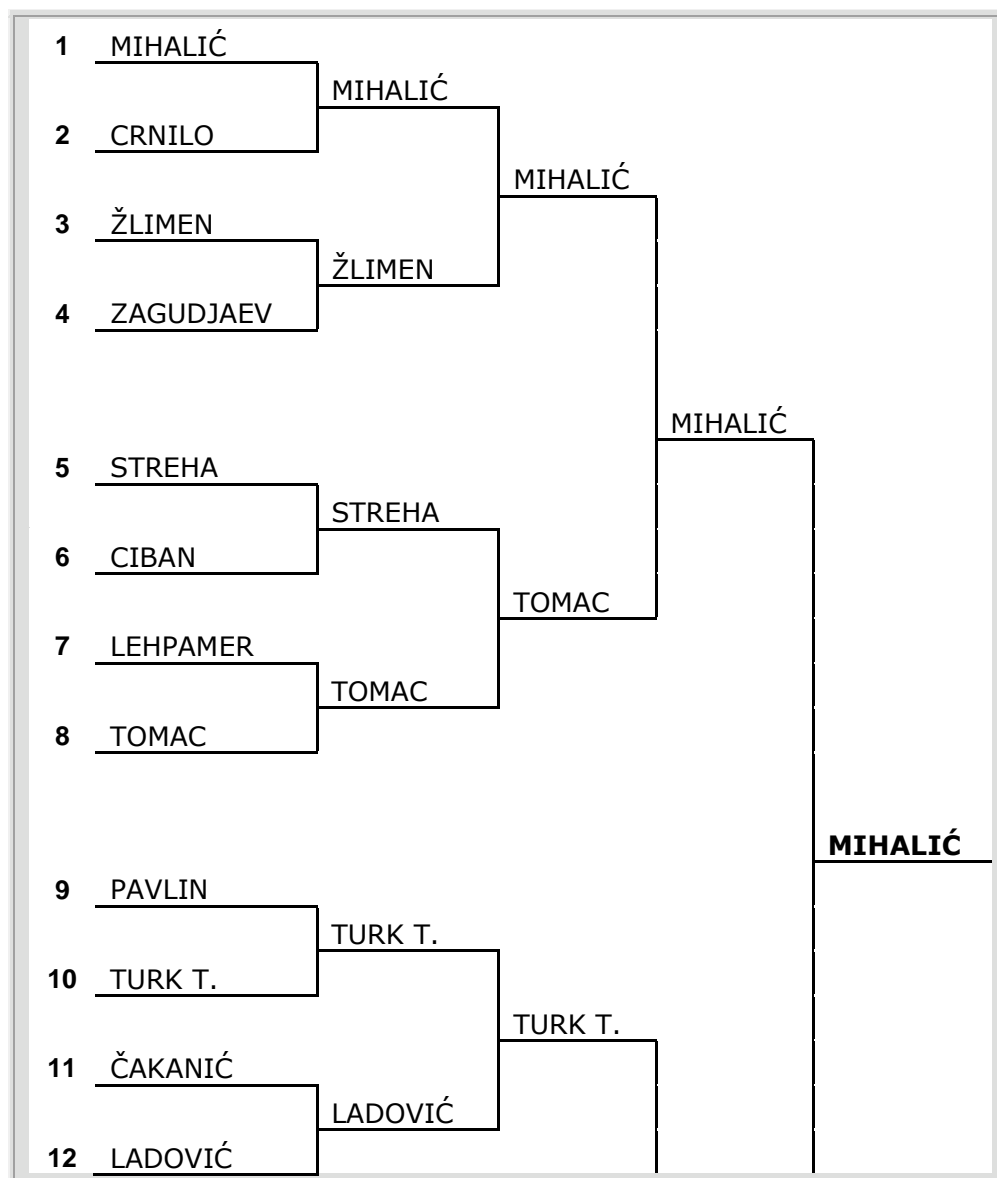 1 MIHALIĆ
MIHALIĆ
2 CRNILO
MIHALIĆ
3 ŽLIMEN
ŽLIMEN
4 ZAGUDJAEV
MIHALIĆ
5 STREHA
STREHA
6 CIBAN
TOMAC
7 LEHPAMER
TOMAC
8 TOMAC
MIHALIĆ
9 PAVLIN
TURK T.
10 TURK T.
TURK T.
11 ČAKANIĆ
LADOVIĆ
12 LADOVIĆ